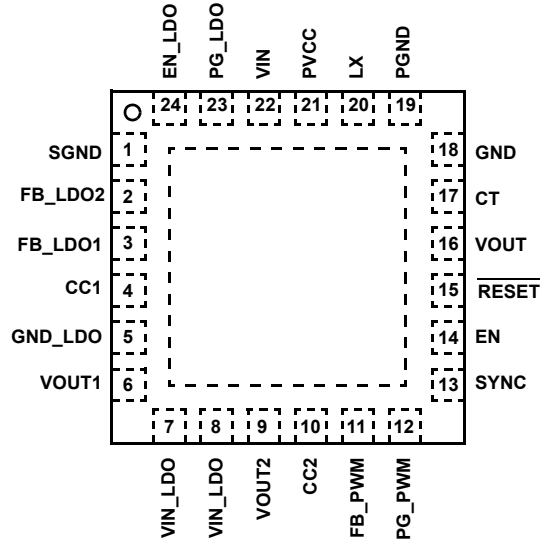 EN_LDO
PG_LDO
VIN
PVCC
LX
PGND
24 23 22 21 20 19
SGND 1
FB_LDO2 2
FB_LDO1 3
CC1 4
GND_LDO 5
VOUT1 6
18 GND
17 CT
16 VOUT
15 RESET
14 EN
13 SYNC
7 8 9 10 11 12
VIN_LDO
VIN_LDO
VOUT2
CC2
FB_PWM
PG_PWM